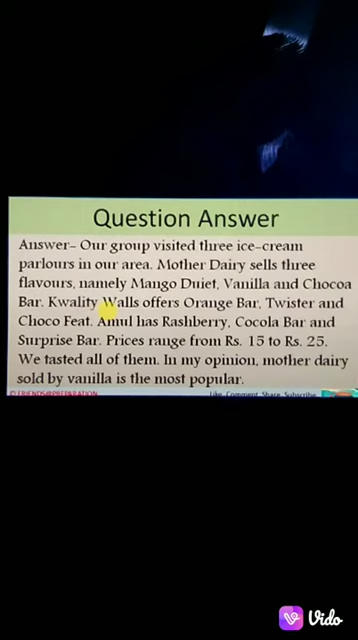 Question Answer
Answer- Our group visited three ice-cream
parlours in our area. Mother Dairy sells three
flavours, namely Mango Duiet, Vanilla and Chocoa
Bar. Kwality Walls offers Orange Bar, Twister and
Choco Feat. Amul has Rashberry, Cocola Bar and
Surprise Bar. Prices range from Rs. 15 to Rs. 25.
We tasted all of them. In my opinion, mother dairy
sold by vanilla is the most popular.
© FRIENDS@PREPARATION Like Comment Share Subscribe
Vido